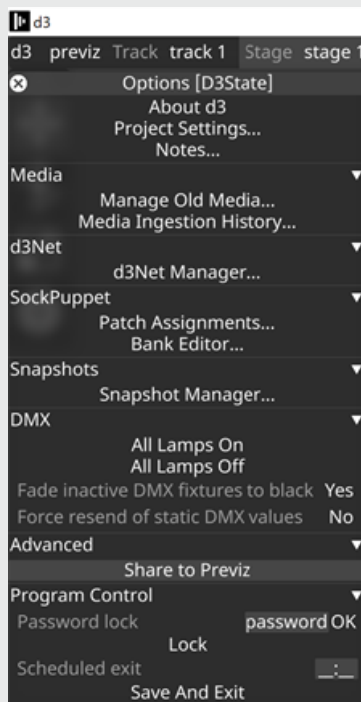 d3
d3 previz Track track 1 Stage stage 1
Options [D3State]
About d3
Project Settings...
Notes...
Media
Manage Old Media...
Media Ingestion History...
d3Net
d3Net Manager...
SockPuppet
Patch Assignments...
Bank Editor...
Snapshots
Snapshot Manager...
DMX
All Lamps On
All Lamps Off
Fade inactive DMX fixtures to black Yes
Force resend of static DMX values No
Advanced
Share to Previz
Program Control
Password lock password OK
Lock
Scheduled exit __:__
Save And Exit